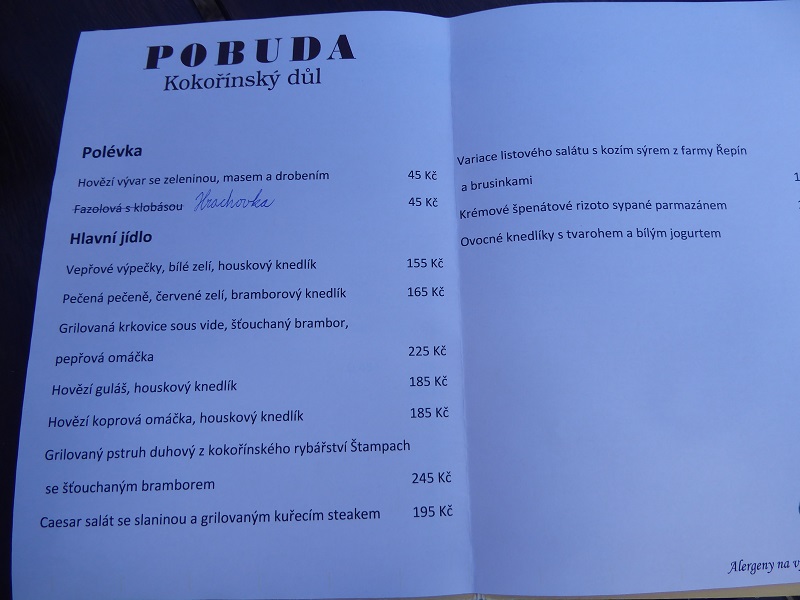 POBUDA
Kokořínský důl
Polévka
Hovězí vývar se zeleninou, masem a drobením 45 Kč
Fazolová s klobásou Hrachovka 45 Kč
Hlavní jídlo
Vepřové výpečky, bílé zelí, houskový knedlík 155 Kč
Pečená pečeně, červené zelí, bramborový knedlík 165 Kč
Grilovaná krkovice sous vide, šťouchaný brambor,
pepřová omáčka 225 Kč
Hovězí guláš, houskový knedlík 185 Kč
Hovězí koprová omáčka, houskový knedlík 185 Kč
Grilovaný pstruh duhový z kokořínského rybářství Štampach
se šťouchaným bramborem 245 Kč
Caesar salát se slaninou a grilovaným kuřecím steakem 195 Kč
Variace listového salátu s kozím sýrem z farmy Řepín
a brusinkami
Krémové špenátové rizoto sypané parmazánem
Ovocné knedlíky s tvarohem a bílým jogurtem
Alergeny na